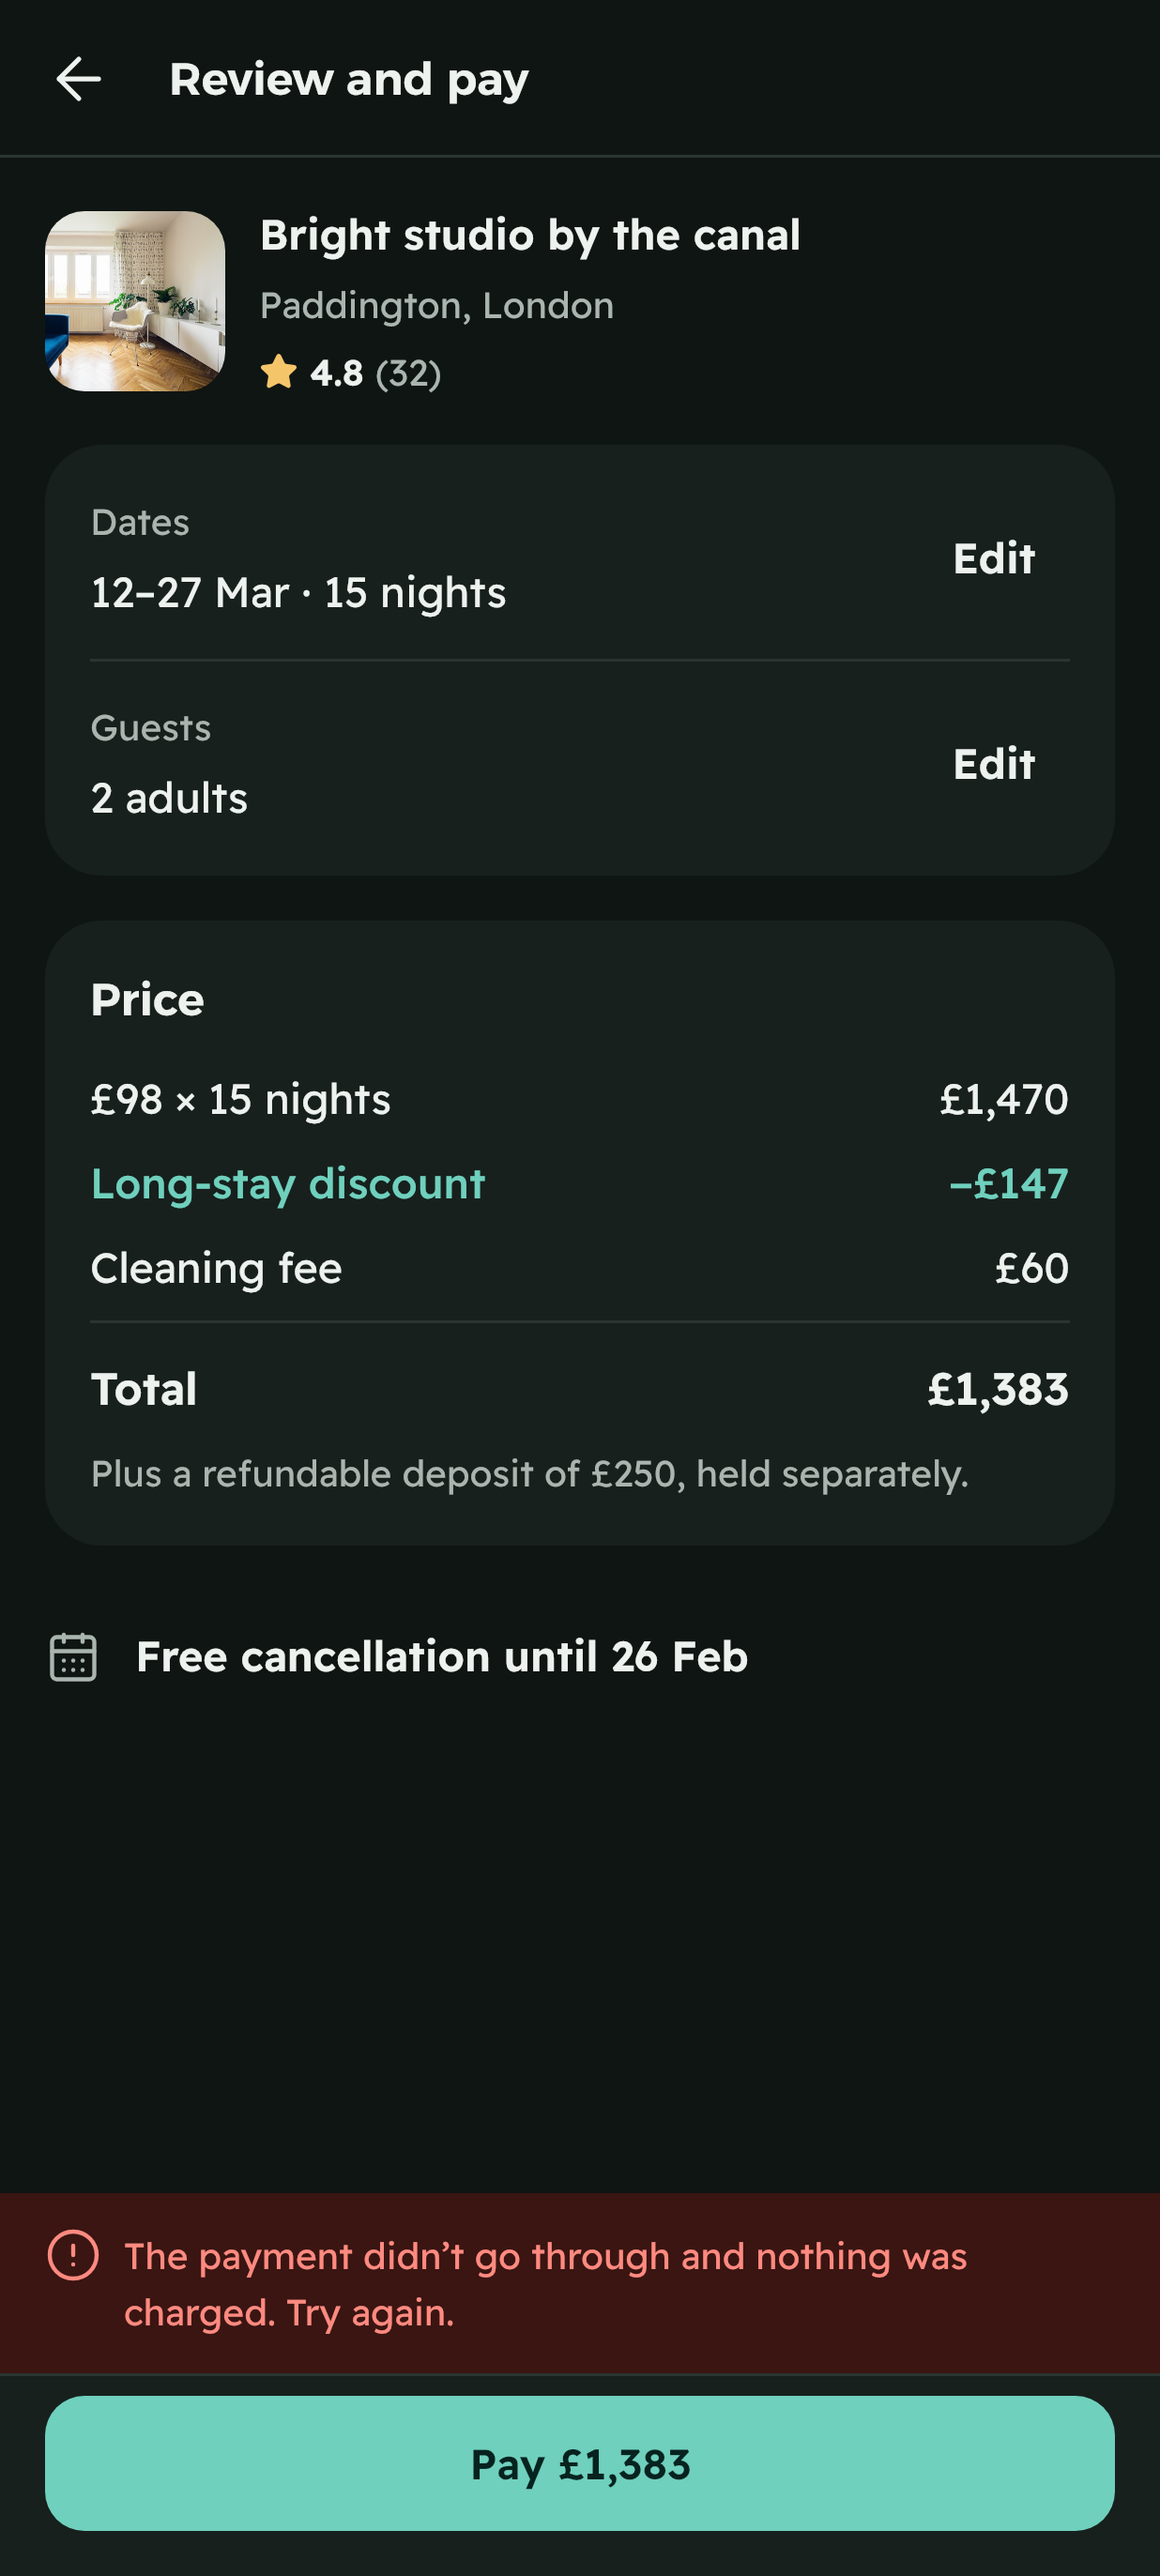 Review and pay
Bright studio by the canal
Paddington, London
4.8 (32)
Dates
12–27 Mar · 15 nights
Edit
Guests
2 adults
Edit
Price
£98 × 15 nights £1,470
Long-stay discount −£147
Cleaning fee £60
Total £1,383
Plus a refundable deposit of £250, held separately.
Free cancellation until 26 Feb
The payment didn’t go through and nothing was
charged. Try again.
Pay £1,383